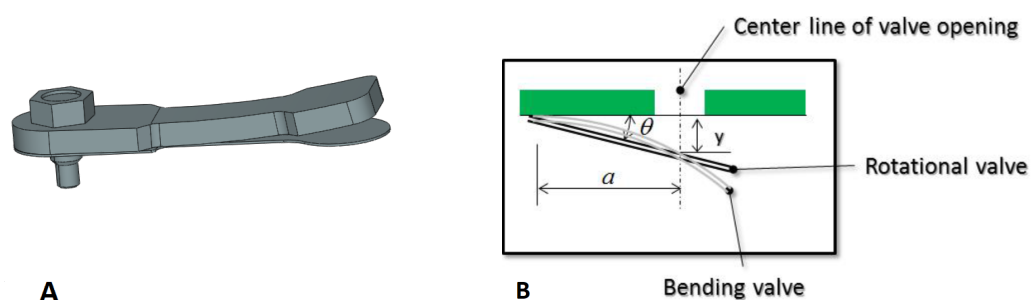 Center line of valve opening
θ
y
a
Rotational valve
Bending valve
A
B